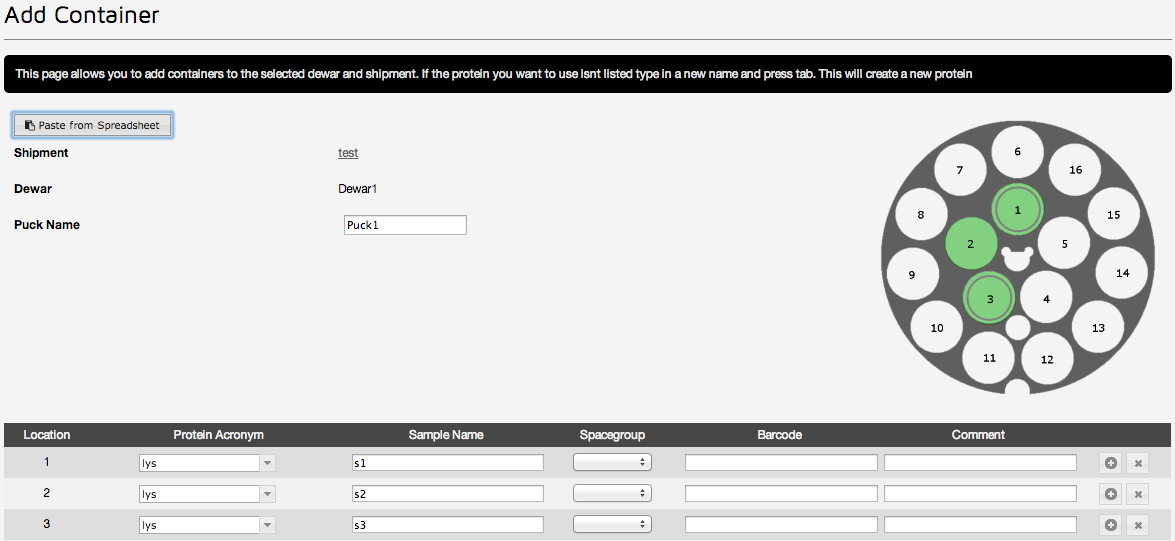 Add Container
This page allows you to add containers to the selected dewar and shipment. If the protein you want to use isnt listed type in a new name and press tab. This will create a new protein
Paste from Spreadsheet
Shipment test
Dewar Dewar1
Puck Name Puck1
6
7 16
8 1 15
2 5
9 14
3 4
10 13
11 12
Location Protein Acronym Sample Name Spacegroup Barcode Comment
1 lys s1
2 lys s2
3 lys s3